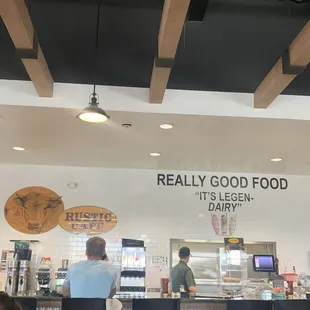 REALLY GOOD FOOD
"IT'S LEGEN-
DAIRY"
RUSTIC
CAFE